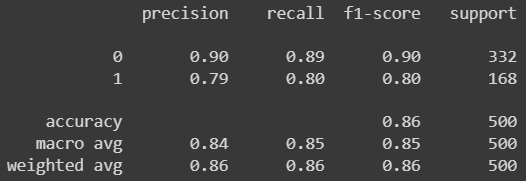 precision recall f1-score support
0 0.90 0.89 0.90 332
1 0.79 0.80 0.80 168
accuracy 0.86 500
macro avg 0.84 0.85 0.85 500
weighted avg 0.86 0.86 0.86 500